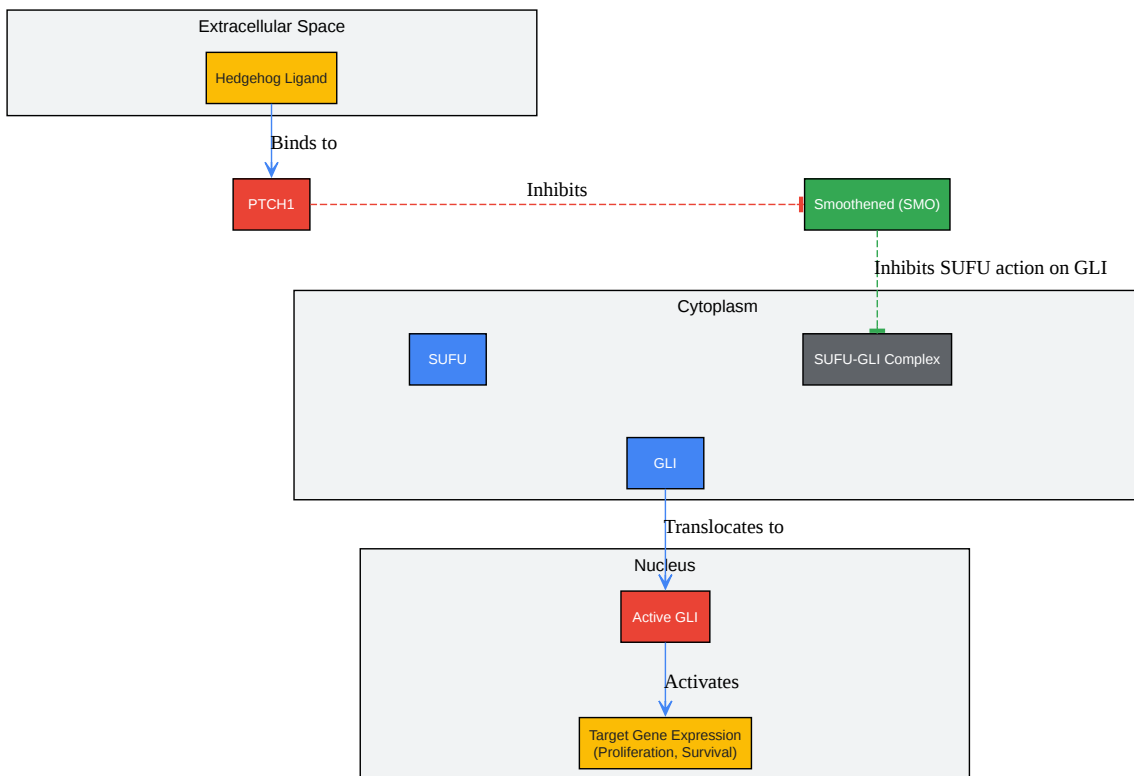 Extracellular Space
Hedgehog Ligand
Binds to
PTCH1
Inhibits
Smoothened (SMO)
Inhibits SUFU action on GLI
Cytoplasm
SUFU
SUFU-GLI Complex
GLI
Translocates to
Nucleus
Active GLI
Activates
Target Gene Expression
(Proliferation, Survival)